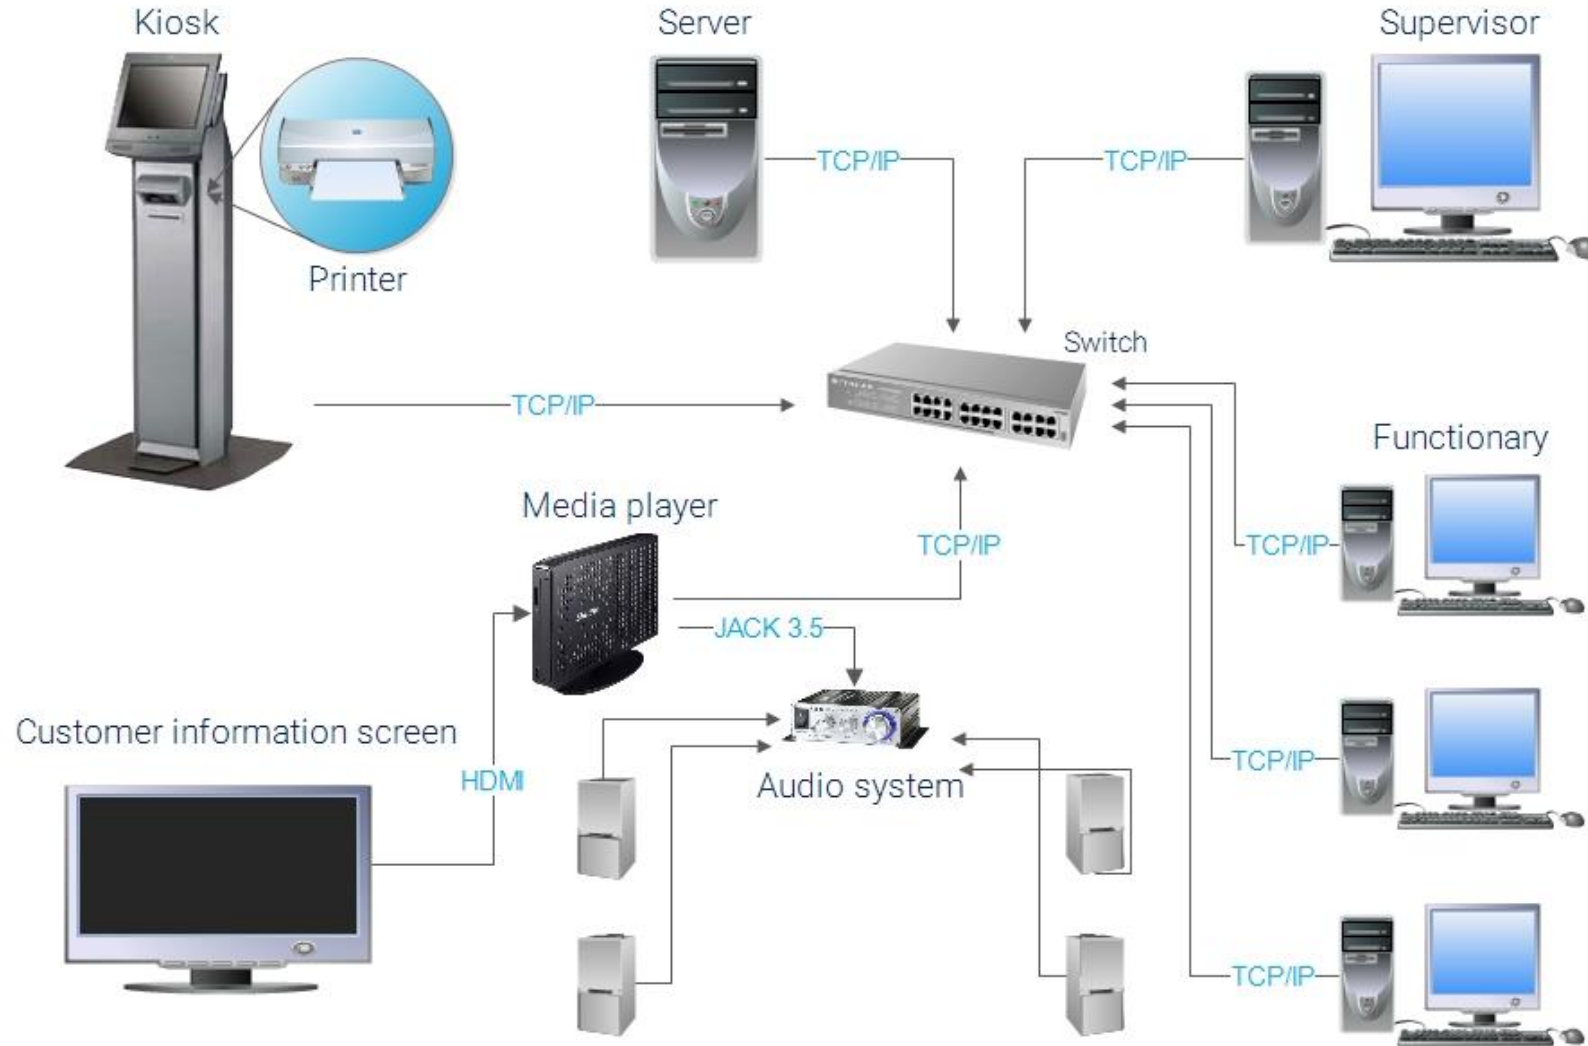 Kiosk
Server
Supervisor
TCP/IP
TCP/IP
Printer
Switch
TCP/IP
Functionary
Media player
TCP/IP
TCP/IP
JACK 3.5
Customer information screen
HDMI
Audio system
TCP/IP
TCP/IP